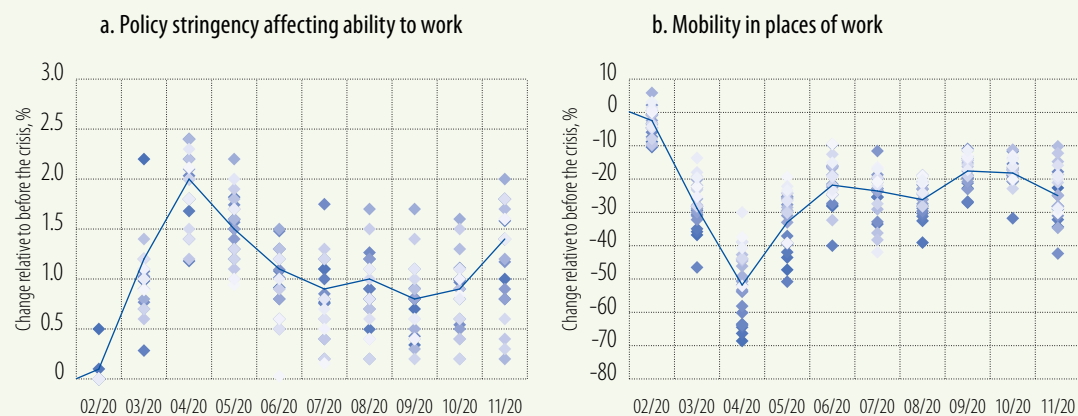 a. Policy stringency affecting ability to work
Change relative to before the crisis, %
3.0
2.5
2.0
1.5
1.0
0.5
0
02/20 03/20 04/20 05/20 06/20 07/20 08/20 09/20 10/20 11/20
b. Mobility in places of work
Change relative to before the crisis, %
10
0
-10
-20
-30
-40
-50
-60
-70
-80
02/20 03/20 04/20 05/20 06/20 07/20 08/20 09/20 10/20 11/20